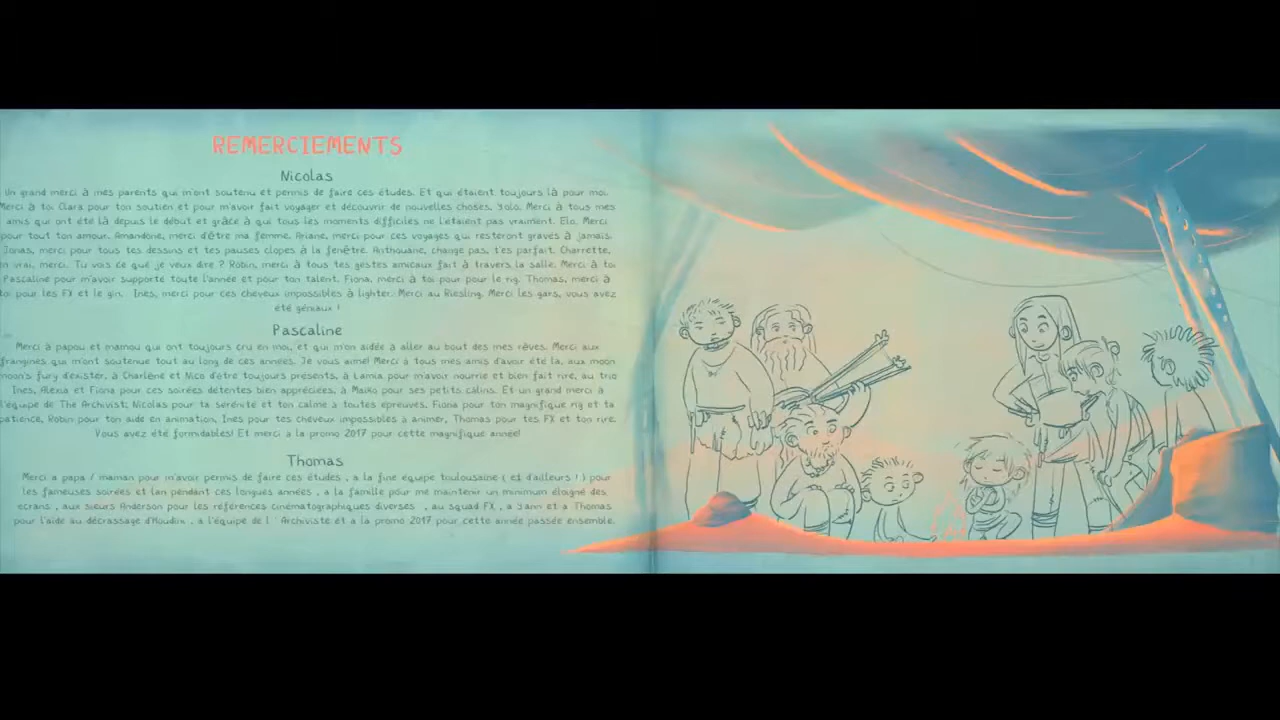 REMERCIEMENTS
Nicolas
Un grand merci à mes parents qui m'ont soutenu et permis de faire ces études. Et qui étaient toujours là pour moi.
Merci à toi Clara pour ton soutien et pour m'avoir fait voyager et découvrir de nouvelles choses. Yolo. Merci à tous mes
amis qui ont été là depuis le début et grâce à qui tous les moments difficiles ne l'étaient pas vraiment. Elo. Merci
pour tout ton amour. Amandone, merci d'être ma femme. Ariane, merci pour ces voyages qui resteront gravés à jamais.
Jonas, merci pour tous tes dessins et tes pauses clopes à la fenêtre. Anthouane, change pas, t'es parfait. Charrette,
n vrai, merci. Tu vois ce que je veux dire ? Robin, merci à tous tes gestes amicaux fait à travers la salle. Merci à toi
Pascaline pour m'avoir supporte toute l'année et pour ton talent. Fiona, merci à toi pour pour le rig. Thomas, merci à
toi pour les FX et le gin. Ines, merci pour ces cheveux impossibles à lighter. Merci au Riesling. Merci les gars, vous avez
été géniaux !
Pascaline
Merci à papou et mamou qui ont toujours cru en moi, et qui m'on aidée à aller au bout des mes rêves. Merci aux
frangines qui m'ont soutenue tout au long de ces années. Je vous aime! Merci à tous mes amis d'avoir été la, aux moon
moon's fury d'exister, à Charlène et Nico d'etre toujours présents, à Lamia pour m'avoir nourrie et bien fait rire, au trio
Ines, Alexia et Fiona pour ces soirées détentes bien appréciées, à Maiko pour ses petits calins. Et un grand merci à
l'équipe de The Archivist; Nicolas pour ta serénité et ton calme a toutes epreuves, Fiona pour ton magnifique rig et ta
patience, Robin pour ton aide en animation, Ines pour tes cheveux impossibles a animer, Thomas pour tes FX et ton rire.
Vous avez été formidables! Et merci a la promo 2017 pour cette magnifique année!
Thomas
Merci a papa / maman pour m'avoir permis de faire ces études , a la fine équipe toulousaine ( et d'ailleurs ! ) pour
les fameuses soirées et lan pendant ces longues années , a la famille pour me maintenir un minimum éloigné des
écrans , aux sieurs Anderson pour les références cinématographiques diverses , au squad FX , a Yann et a Thomas
pour l'aide au décrassage d'Houdini , a l'équipe de l ' Archiviste et a la promo 2017 pour cette année passée ensemble.